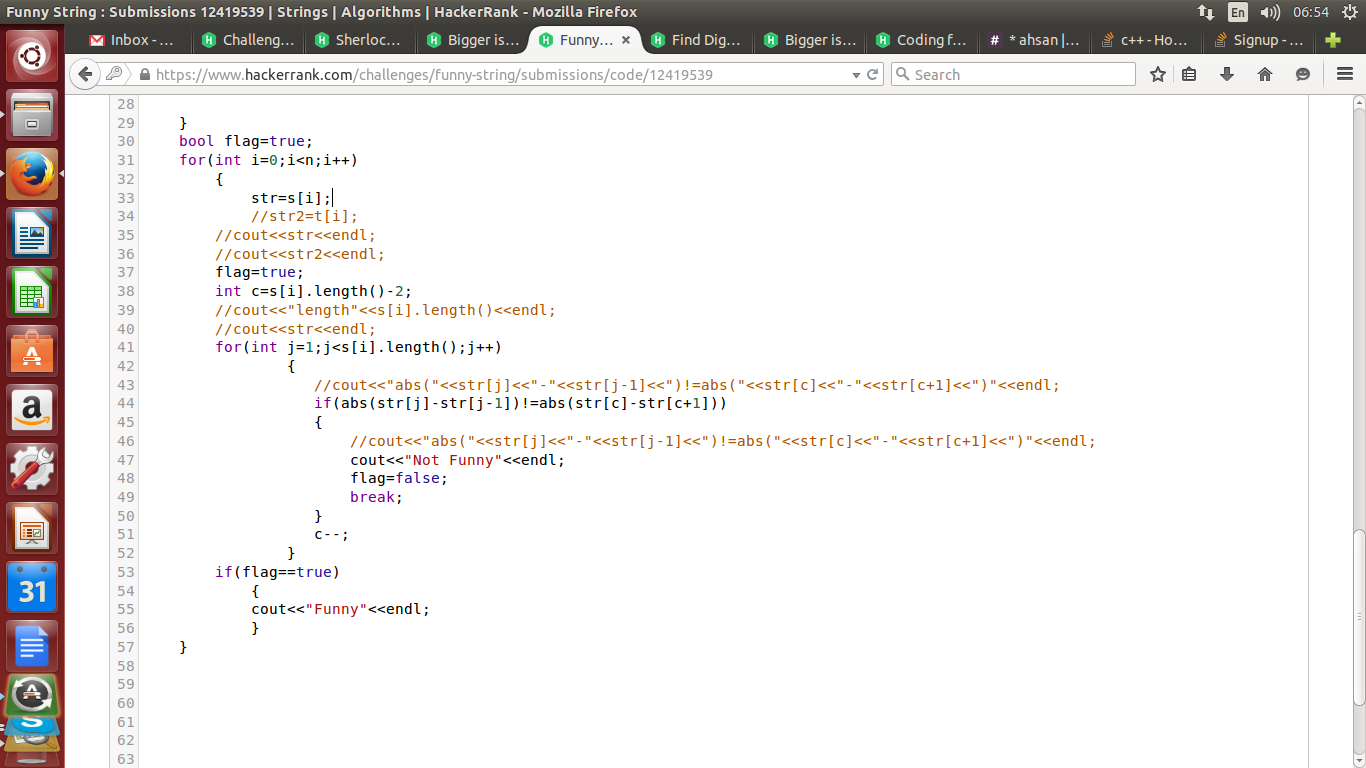 Funny String : Submissions 12419539 | Strings | Algorithms | HackerRank - Mozilla Firefox
En
06:54
Inbox - ...
Challeng...
Sherloc...
Bigger is...
Funny...
Find Dig...
Bigger is...
Coding f...
* ahsan |...
c++ - Ho...
Signup - ...
https://www.hackerrank.com/challenges/funny-string/submissions/code/12419539
Search
28
29 }
30 bool flag=true;
31 for(int i=0;i<n;i++)
32 {
33 str=s[i];
34 //str2=t[i];
35 //cout<<str<<endl;
36 //cout<<str2<<endl;
37 flag=true;
38 int c=s[i].length()-2;
39 //cout<<"length"<<s[i].length()<<endl;
40 //cout<<str<<endl;
41 for(int j=1;j<s[i].length();j++)
42 {
43 //cout<<"abs("<<str[j]<<"-"<<str[j-1]<<")!=abs("<<str[c]<<"-"<<str[c+1]<<")"<<endl;
44 if(abs(str[j]-str[j-1])!=abs(str[c]-str[c+1]))
45 {
46 //cout<<"abs("<<str[j]<<"-"<<str[j-1]<<")!=abs("<<str[c]<<"-"<<str[c+1]<<")"<<endl;
47 cout<<"Not Funny"<<endl;
48 flag=false;
49 break;
50 }
51 c--;
52 }
53 if(flag==true)
54 {
55 cout<<"Funny"<<endl;
56 }
57 }
58
59
60
61
62
63
a
31